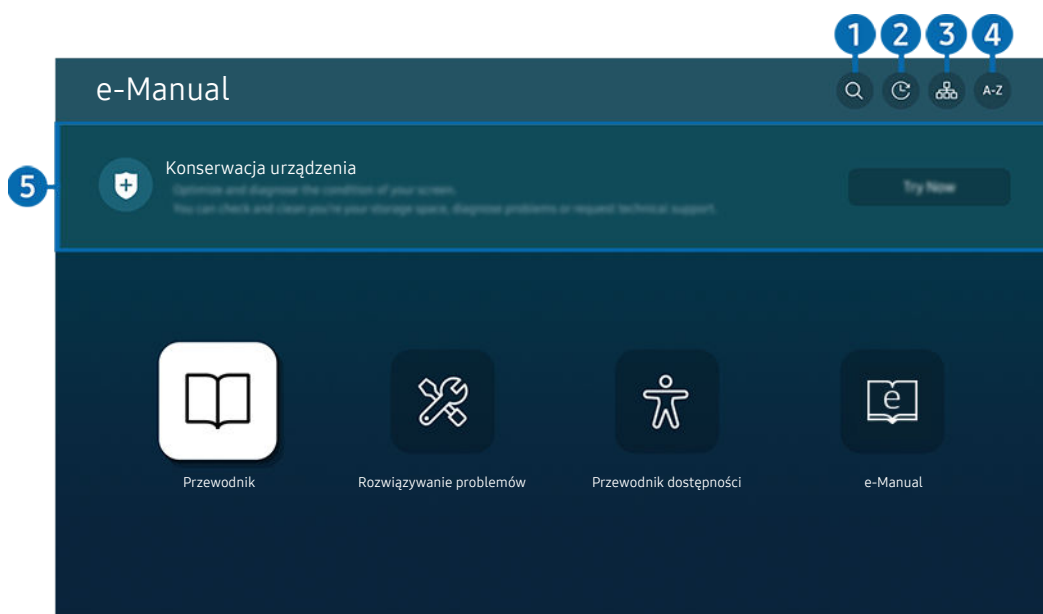 1 2 3 4
e-Manual
A-Z
5
Konserwacja urządzenia
Optimize and diagnose the condition of your screen.
You can check and clean you're your storage space, diagnose problems or request technical support.
Try Now
e
Przewodnik
Rozwiązywanie problemów
Przewodnik dostępności
e-Manual